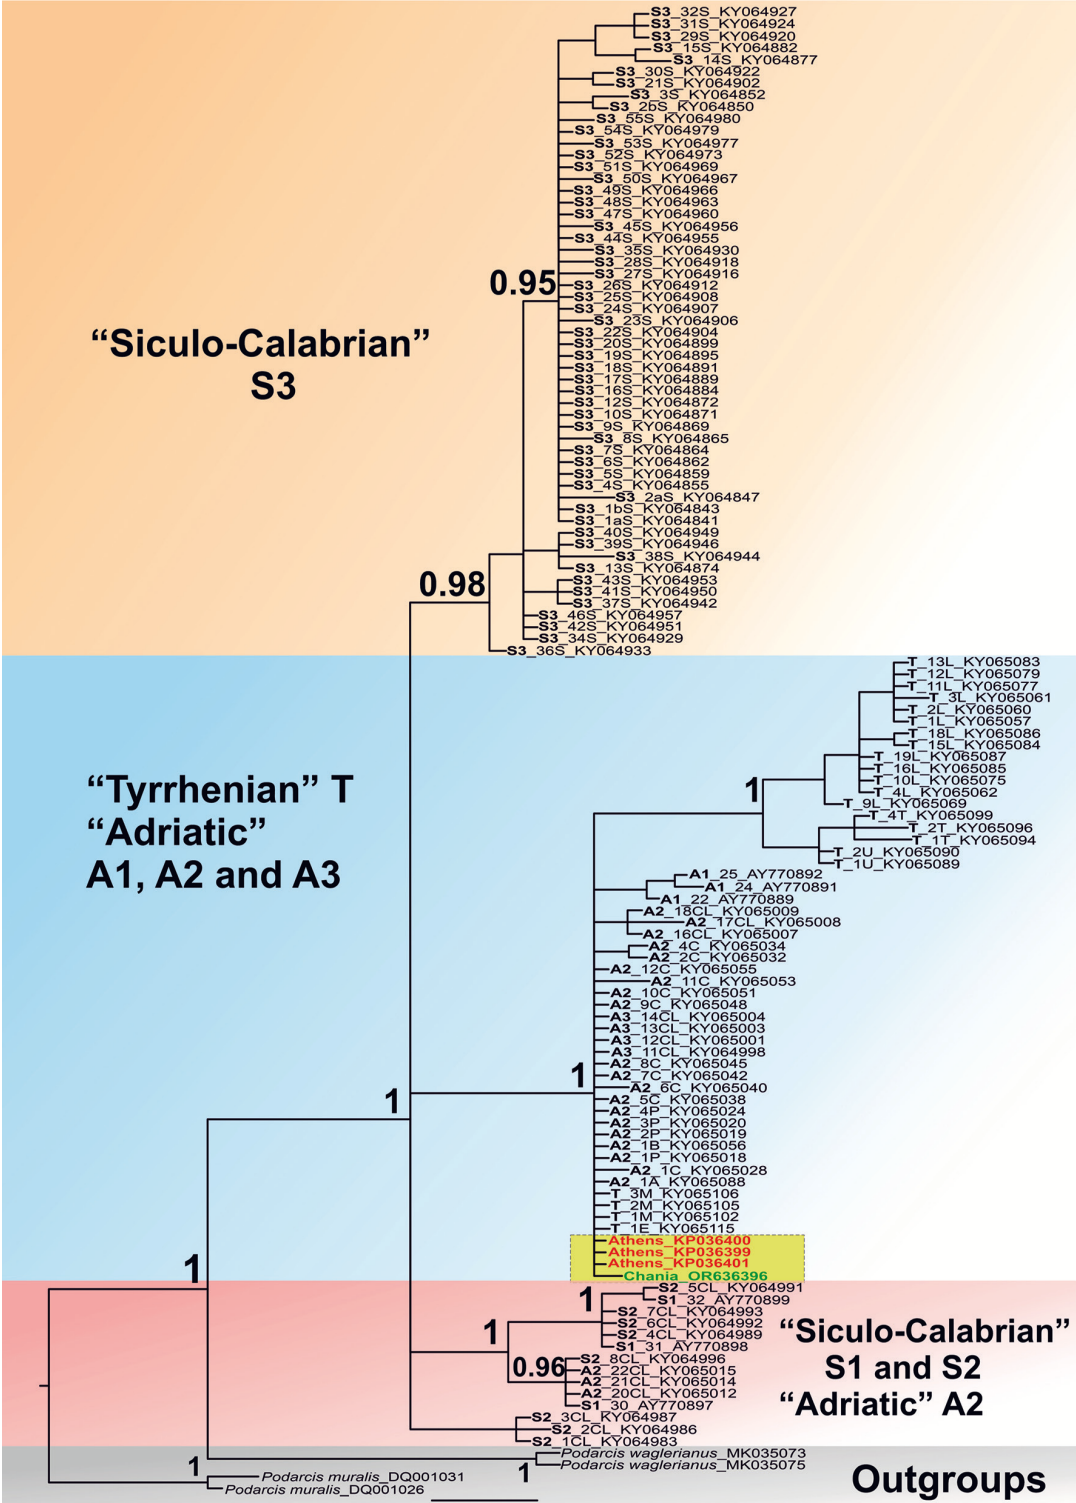 S3_32S_KY064927
S3_31S_KY064924
S3_29S_KY064920
S3_15S_KY064882
S3_14S_KY064877
S3_30S_KY064922
S3_21S_KY064902
S3_3S_KY064852
S3_2bS_KY064850
S3_55S_KY064980
S3_54S_KY064979
S3_53S_KY064977
S3_52S_KY064973
S3_51S_KY064969
S3_50S_KY064967
S3_49S_KY064966
S3_48S_KY064963
S3_47S_KY064960
S3_45S_KY064956
S3_44S_KY064955
S3_35S_KY064930
S3_28S_KY064918
S3_27S_KY064916
0.95
S3_26S_KY064912
S3_25S_KY064908
S3_24S_KY064907
S3_23S_KY064906
S3_22S_KY064904
S3_20S_KY064899
S3_19S_KY064895
S3_18S_KY064891
S3_17S_KY064889
S3_16S_KY064884
S3_12S_KY064872
S3_10S_KY064871
S3_9S_KY064869
S3_8S_KY064865
S3_7S_KY064864
S3_6S_KY064862
S3_5S_KY064859
S3_4S_KY064855
S3_2aS_KY064847
S3_1bS_KY064843
S3_1aS_KY064841
S3_40S_KY064949
S3_39S_KY064946
S3_38S_KY064944
S3_13S_KY064874
S3_43S_KY064953
S3_41S_KY064950
S3_37S_KY064942
S3_46S_KY064957
S3_42S_KY064951
S3_34S_KY064929
S3_36S_KY064933
0.98
“Siculo-Calabrian”
S3
T_13L_KY065083
T_12L_KY065079
T_11L_KY065077
T_3L_KY065061
T_2L_KY065060
T_1L_KY065057
T_18L_KY065086
T_15L_KY065084
T_19L_KY065087
T_16L_KY065085
T_10L_KY065075
T_4L_KY065062
T_9L_KY065069
T_4T_KY065099
T_2T_KY065096
T_1T_KY065094
T_2U_KY065090
T_1U_KY065089
1
“Tyrrhenian” T
“Adriatic”
A1, A2 and A3
A1_25_AY770892
A1_24_AY770891
A1_22_AY770889
A2_18CL_KY065009
A2_17CL_KY065008
A2_16CL_KY065007
A2_4C_KY065034
A2_2C_KY065032
A2_12C_KY065055
A2_11C_KY065053
A2_10C_KY065051
A2_9C_KY065048
A3_14CL_KY065004
A3_13CL_KY065003
A3_12CL_KY065001
A3_11CL_KY064998
A2_8C_KY065045
A2_7C_KY065042
A2_6C_KY065040
A2_5C_KY065038
A2_4P_KY065024
A2_3P_KY065020
A2_2P_KY065019
A2_1B_KY065056
A2_1P_KY065018
A2_1C_KY065028
A2_1A_KY065088
T_3M_KY065106
T_2M_KY065105
T_1M_KY065102
T_1E_KY065115
Athens_KP036400
Athens_KP036399
Athens_KP036401
Chania_OR636396
1
1
1
S2_5CL_KY064991
S1_32_AY770899
S2_7CL_KY064993
S2_6CL_KY064992
S2_4CL_KY064989
S1_31_AY770898
S2_8CL_KY064996
A2_22CL_KY065015
A2_21CL_KY065014
A2_20CL_KY065012
S1_30_AY770897
S2_3CL_KY064987
S2_2CL_KY064986
S2_1CL_KY064983
1
1
0.96
“Siculo-Calabrian”
S1 and S2
“Adriatic” A2
Podarcis waglerianus_MK035073
Podarcis waglerianus_MK035075
Podarcis muralis_DQ001031
Podarcis muralis_DQ001026
1
1
Outgroups